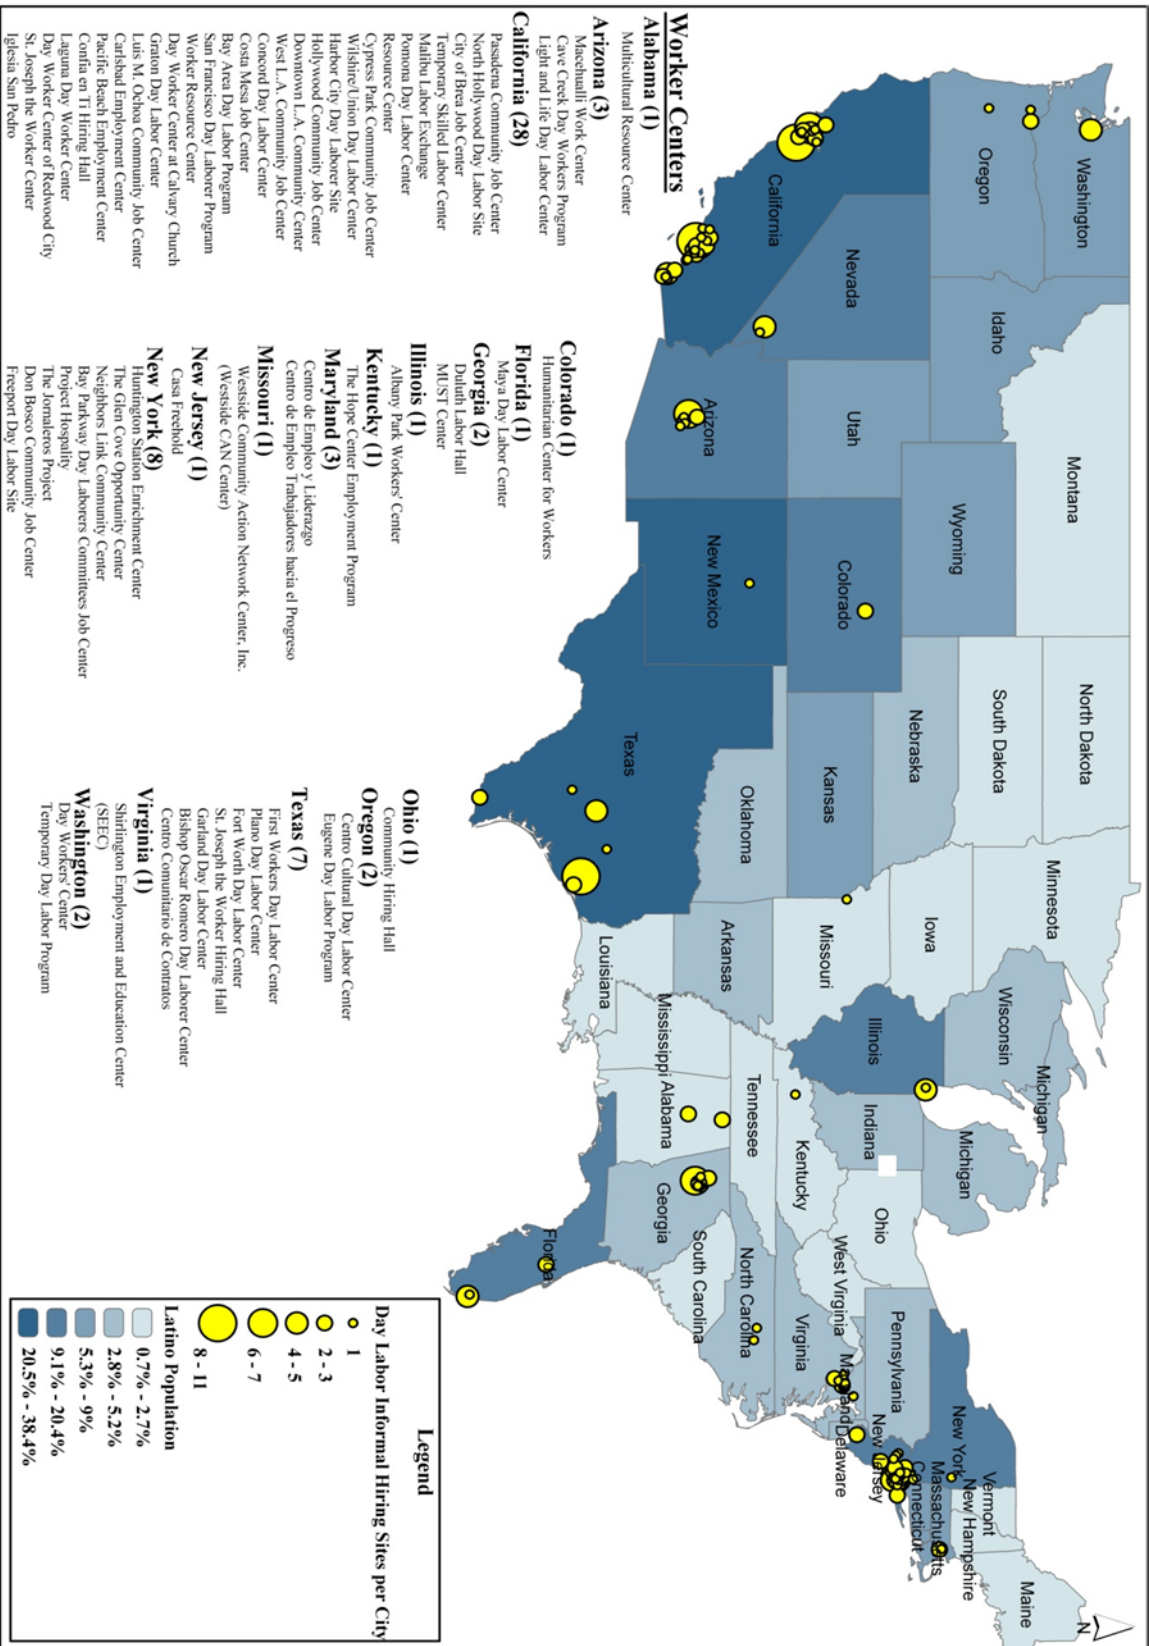 Washington
Oregon
Idaho
Montana
North Dakota
Minnesota
South Dakota
Wyoming
Nebraska
Iowa
Wisconsin
Michigan
Michigan
California
Nevada
Utah
Colorado
Kansas
Missouri
Illinois
Indiana
Ohio
Pennsylvania
New York
Vermont
New Hampshire
Maine
Massachusetts
Connecticut
New Jersey
Delaware
Maryland
West Virginia
Virginia
Kentucky
Arizona
New Mexico
Texas
Oklahoma
Arkansas
Louisiana
Mississippi
Alabama
Tennessee
Georgia
South Carolina
North Carolina
Florida
N
Worker Centers
Alabama (1)
Multicultural Resource Center
Arizona (3)
Macehualli Work Center
Cave Creek Day Workers Program
Light and Life Day Labor Center
California (28)
Pasadena Community Job Center
North Hollywood Day Labor Site
City of Brea Job Center
Temporary Skilled Labor Center
Malibu Labor Exchange
Pomona Day Labor Center
Resource Center
Cypress Park Community Job Center
Wilshire/Union Day Labor Center
Harbor City Day Laborer Site
Hollywood Community Job Center
Downtown L.A. Community Center
West L.A. Community Job Center
Concord Day Labor Center
Costa Mesa Job Center
Bay Area Day Labor Program
San Francisco Day Laborer Program
Worker Resource Center
Day Worker Center at Calvary Church
Graton Day Labor Center
Luis M. Ochoa Community Job Center
Carlsbad Employment Center
Pacific Beach Employment Center
Confia en Ti Hiring Hall
Laguna Day Worker Center
Day Worker Center of Redwood City
St. Joseph the Worker Center
Iglesia San Pedro
Colorado (1)
Humanitarian Center for Workers
Florida (1)
Maya Day Labor Center
Georgia (2)
Duluth Labor Hall
MUST Center
Illinois (1)
Albany Park Workers' Center
Kentucky (1)
The Hope Center Employment Program
Maryland (3)
Centro de Empleo y Liderazgo
Centro de Empleo Trabajadores hacia el Progreso
Missouri (1)
Westside Community Action Network Center, Inc.
(Westside CAN Center)
New Jersey (1)
Casa Freehold
New York (8)
Huntington Station Enrichment Center
The Glen Cove Opportunity Center
Neighbors Link Community Center
Bay Parkway Day Laborers Committees Job Center
Project Hospality
The Jornaleros Project
Don Bosco Community Job Center
Freeport Day Labor Site
Ohio (1)
Community Hiring Hall
Oregon (2)
Centro Cultural Day Labor Center
Eugene Day Labor Program
Texas (7)
First Workers Day Labor Center
Plano Day Labor Center
Fort Worth Day Labor Center
St. Joseph the Worker Hiring Hall
Garland Day Labor Center
Bishop Oscar Romero Day Laborer Center
Centro Comunitario de Contratos
Virginia (1)
Shirlington Employment and Education Center
(SEEC)
Washington (2)
Day Workers' Center
Temporary Day Labor Program
Legend
Day Labor Informal Hiring Sites per City
1
2 - 3
4 - 5
6 - 7
8 - 11
Latino Population
0.7% - 2.7%
2.8% - 5.2%
5.3% - 9%
9.1% - 20.4%
20.5% - 38.4%